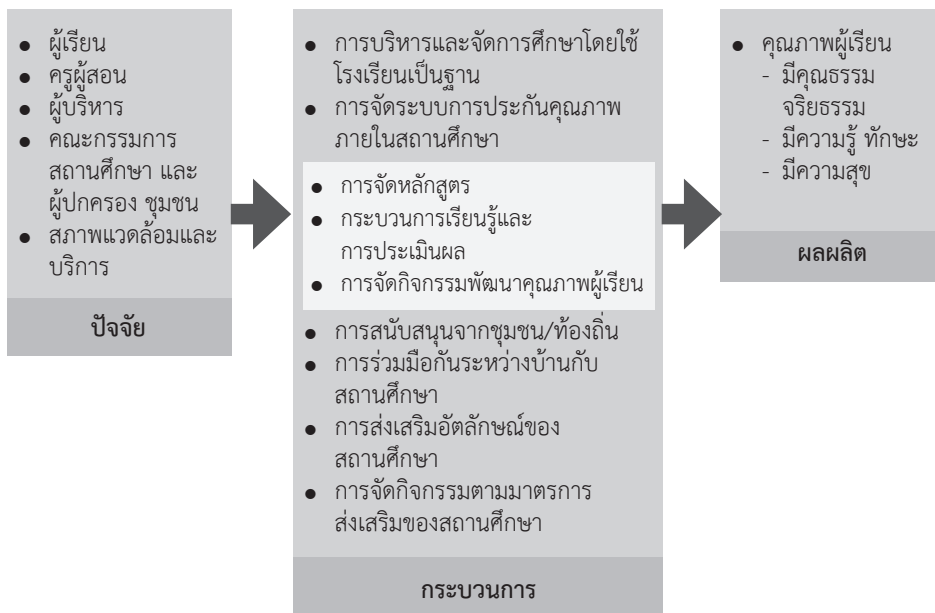 ● ผู้เรียน
● ครูผู้สอน
● ผู้บริหาร
● คณะกรรมการ
สถานศึกษา และ
ผู้ปกครอง ชุมชน
● สภาพแวดล้อมและ
บริการ
ปัจจัย
● การบริหารและจัดการศึกษาโดยใช้
โรงเรียนเป็นฐาน
● การจัดระบบการประกันคุณภาพ
ภายในสถานศึกษา
● การจัดหลักสูตร
● กระบวนการเรียนรู้และ
การประเมินผล
● การจัดกิจกรรมพัฒนาคุณภาพผู้เรียน
● การสนับสนุนจากชุมชน/ท้องถิ่น
● การร่วมมือกันระหว่างบ้านกับ
สถานศึกษา
● การส่งเสริมอัตลักษณ์ของ
สถานศึกษา
● การจัดกิจกรรมตามมาตรการ
ส่งเสริมของสถานศึกษา
กระบวนการ
● คุณภาพผู้เรียน
- มีคุณธรรม
จริยธรรม
- มีความรู้ ทักษะ
- มีความสุข
ผลผลิต